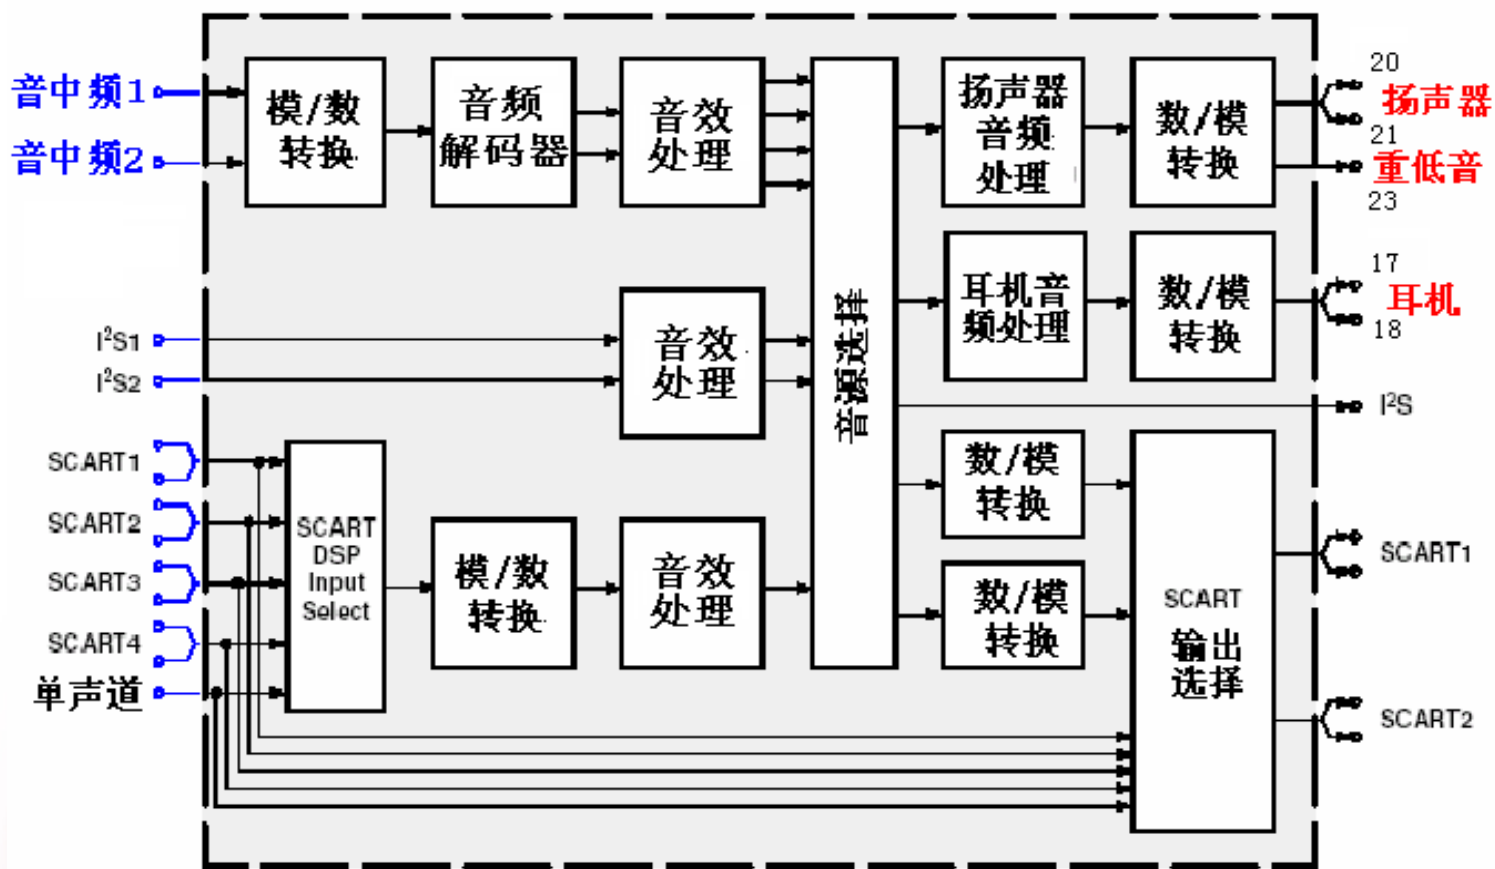 音中频1
音中频2
模/数
转换
音频
解码器
音效
处理
扬声器
音频
处理
数/模
转换
20
扬声器
21
重低音
23
I²S1
I²S2
音效
处理
音源选择
耳机音
频处理
数/模
转换
17
耳机
18
I²S
SCART1
SCART2
SCART3
SCART4
单声道
SCART
DSP
Input
Select
模/数
转换
音效
处理
数/模
转换
数/模
转换
SCART
输出
选择
SCART1
SCART2